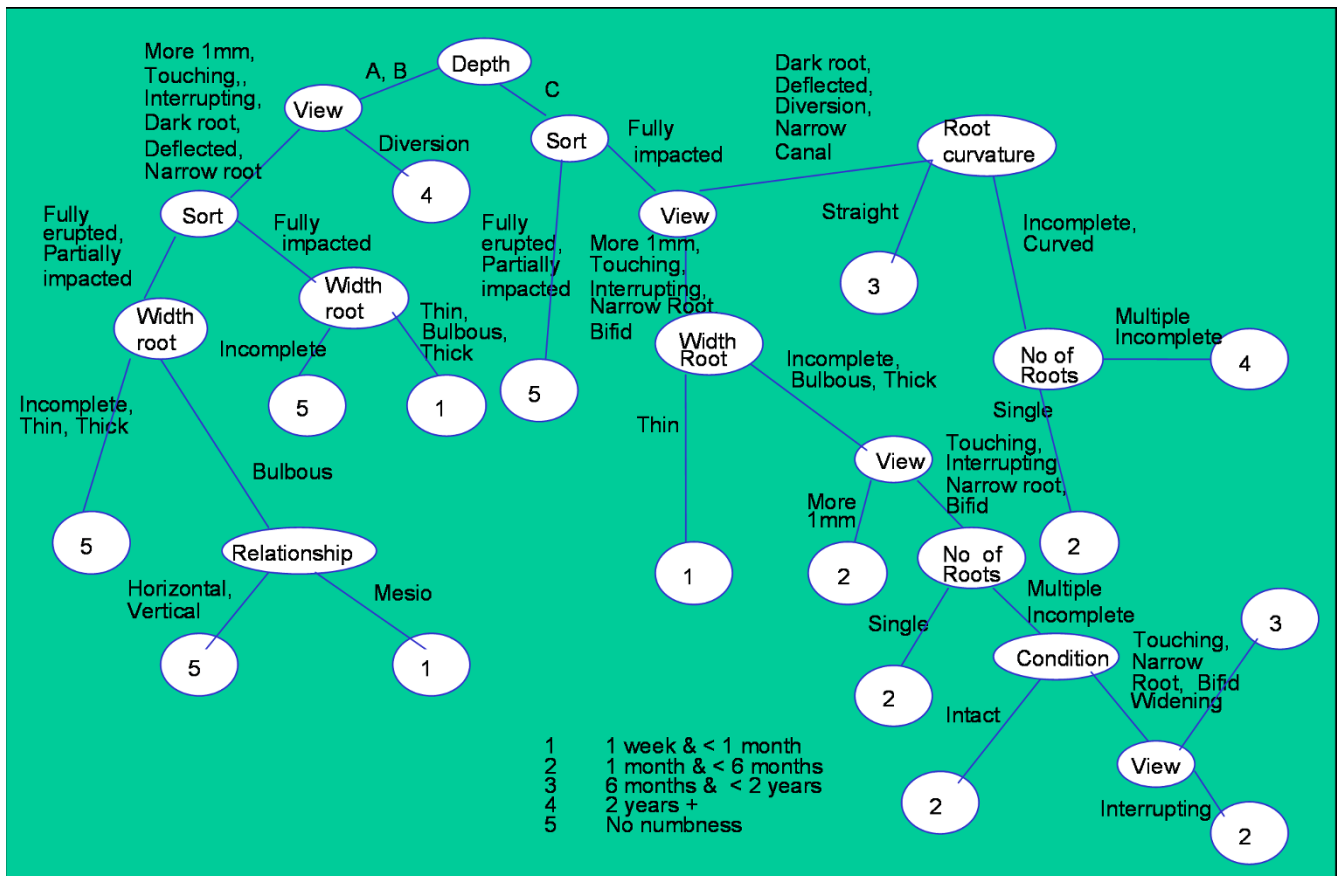 More 1mm,
Touching,,
Interrupting,
Dark root,
Deflected,
Narrow root
A, B
Depth
C
View
Diversion
4
Sort
Fully
impacted
Dark root,
Deflected,
Diversion,
Narrow
Canal
Root
curvature
Sort
Fully
erupted,
Partially
impacted
Fully
impacted
Fully
erupted,
Partially
impacted
View
More 1mm,
Touching,
Interrupting,
Narrow Root
Bifid
Straight
3
Incomplete,
Curved
Width
root
Width
root
Incomplete
5
Thin,
Bulbous,
Thick
1
5
Width
Root
Incomplete,
Bulbous, Thick
Multiple
Incomplete
No of
Roots
4
Single
2
Incomplete,
Thin, Thick
5
Bulbous
Thin
1
View
Touching,
Interrupting
Narrow root,
Bifid
More
1mm
2
No of
Roots
Relationship
Horizontal,
Vertical
5
Mesio
1
Single
2
Multiple
Incomplete
Condition
Touching,
Narrow
Root, Bifid
Widening
3
Intact
2
View
Interrupting
2
1 1 week & < 1 month
2 1 month & < 6 months
3 6 months & < 2 years
4 2 years +
5 No numbness